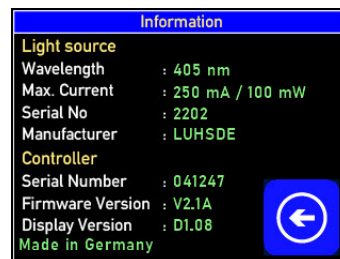 Information
Light source
Wavelength : 405 nm
Max. Current : 250 mA / 100 mW
Serial No : 2202
Manufacturer : LUHSDE
Controller
Serial Number : 041247
Firmware Version : V2.1A
Display Version : D1.08
Made in Germany